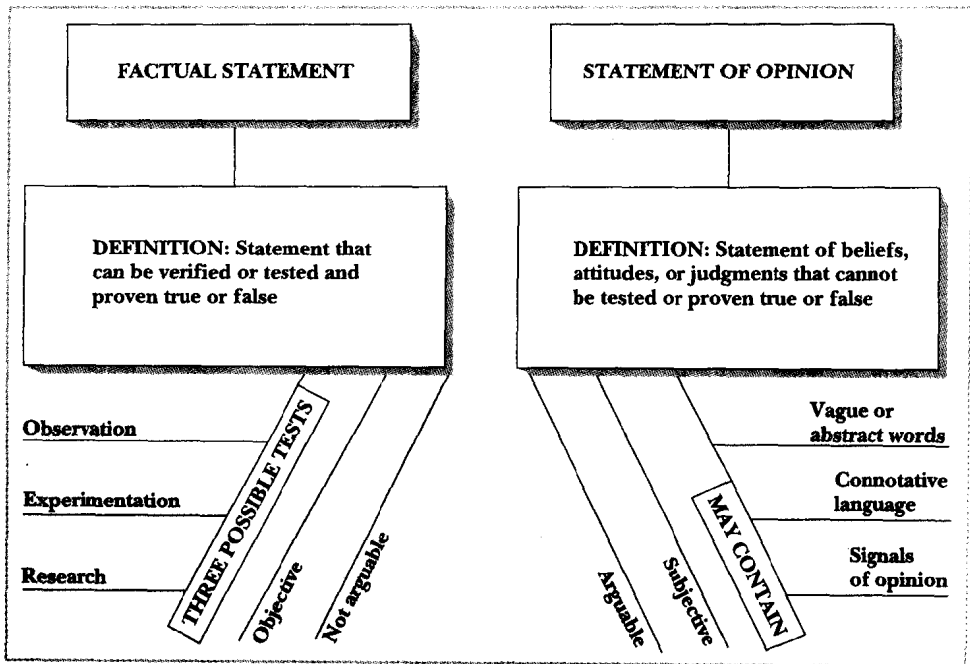 FACTUAL STATEMENT
DEFINITION: Statement that
can be verified or tested and
proven true or false
Observation
Experimentation
Research
THREE POSSIBLE TESTS
Objective
Not arguable
STATEMENT OF OPINION
DEFINITION: Statement of beliefs,
attitudes, or judgments that cannot
be tested or proven true or false
Arguable
Subjective
MAY CONTAIN
Vague or
abstract words
Connotative
language
Signals
of opinion